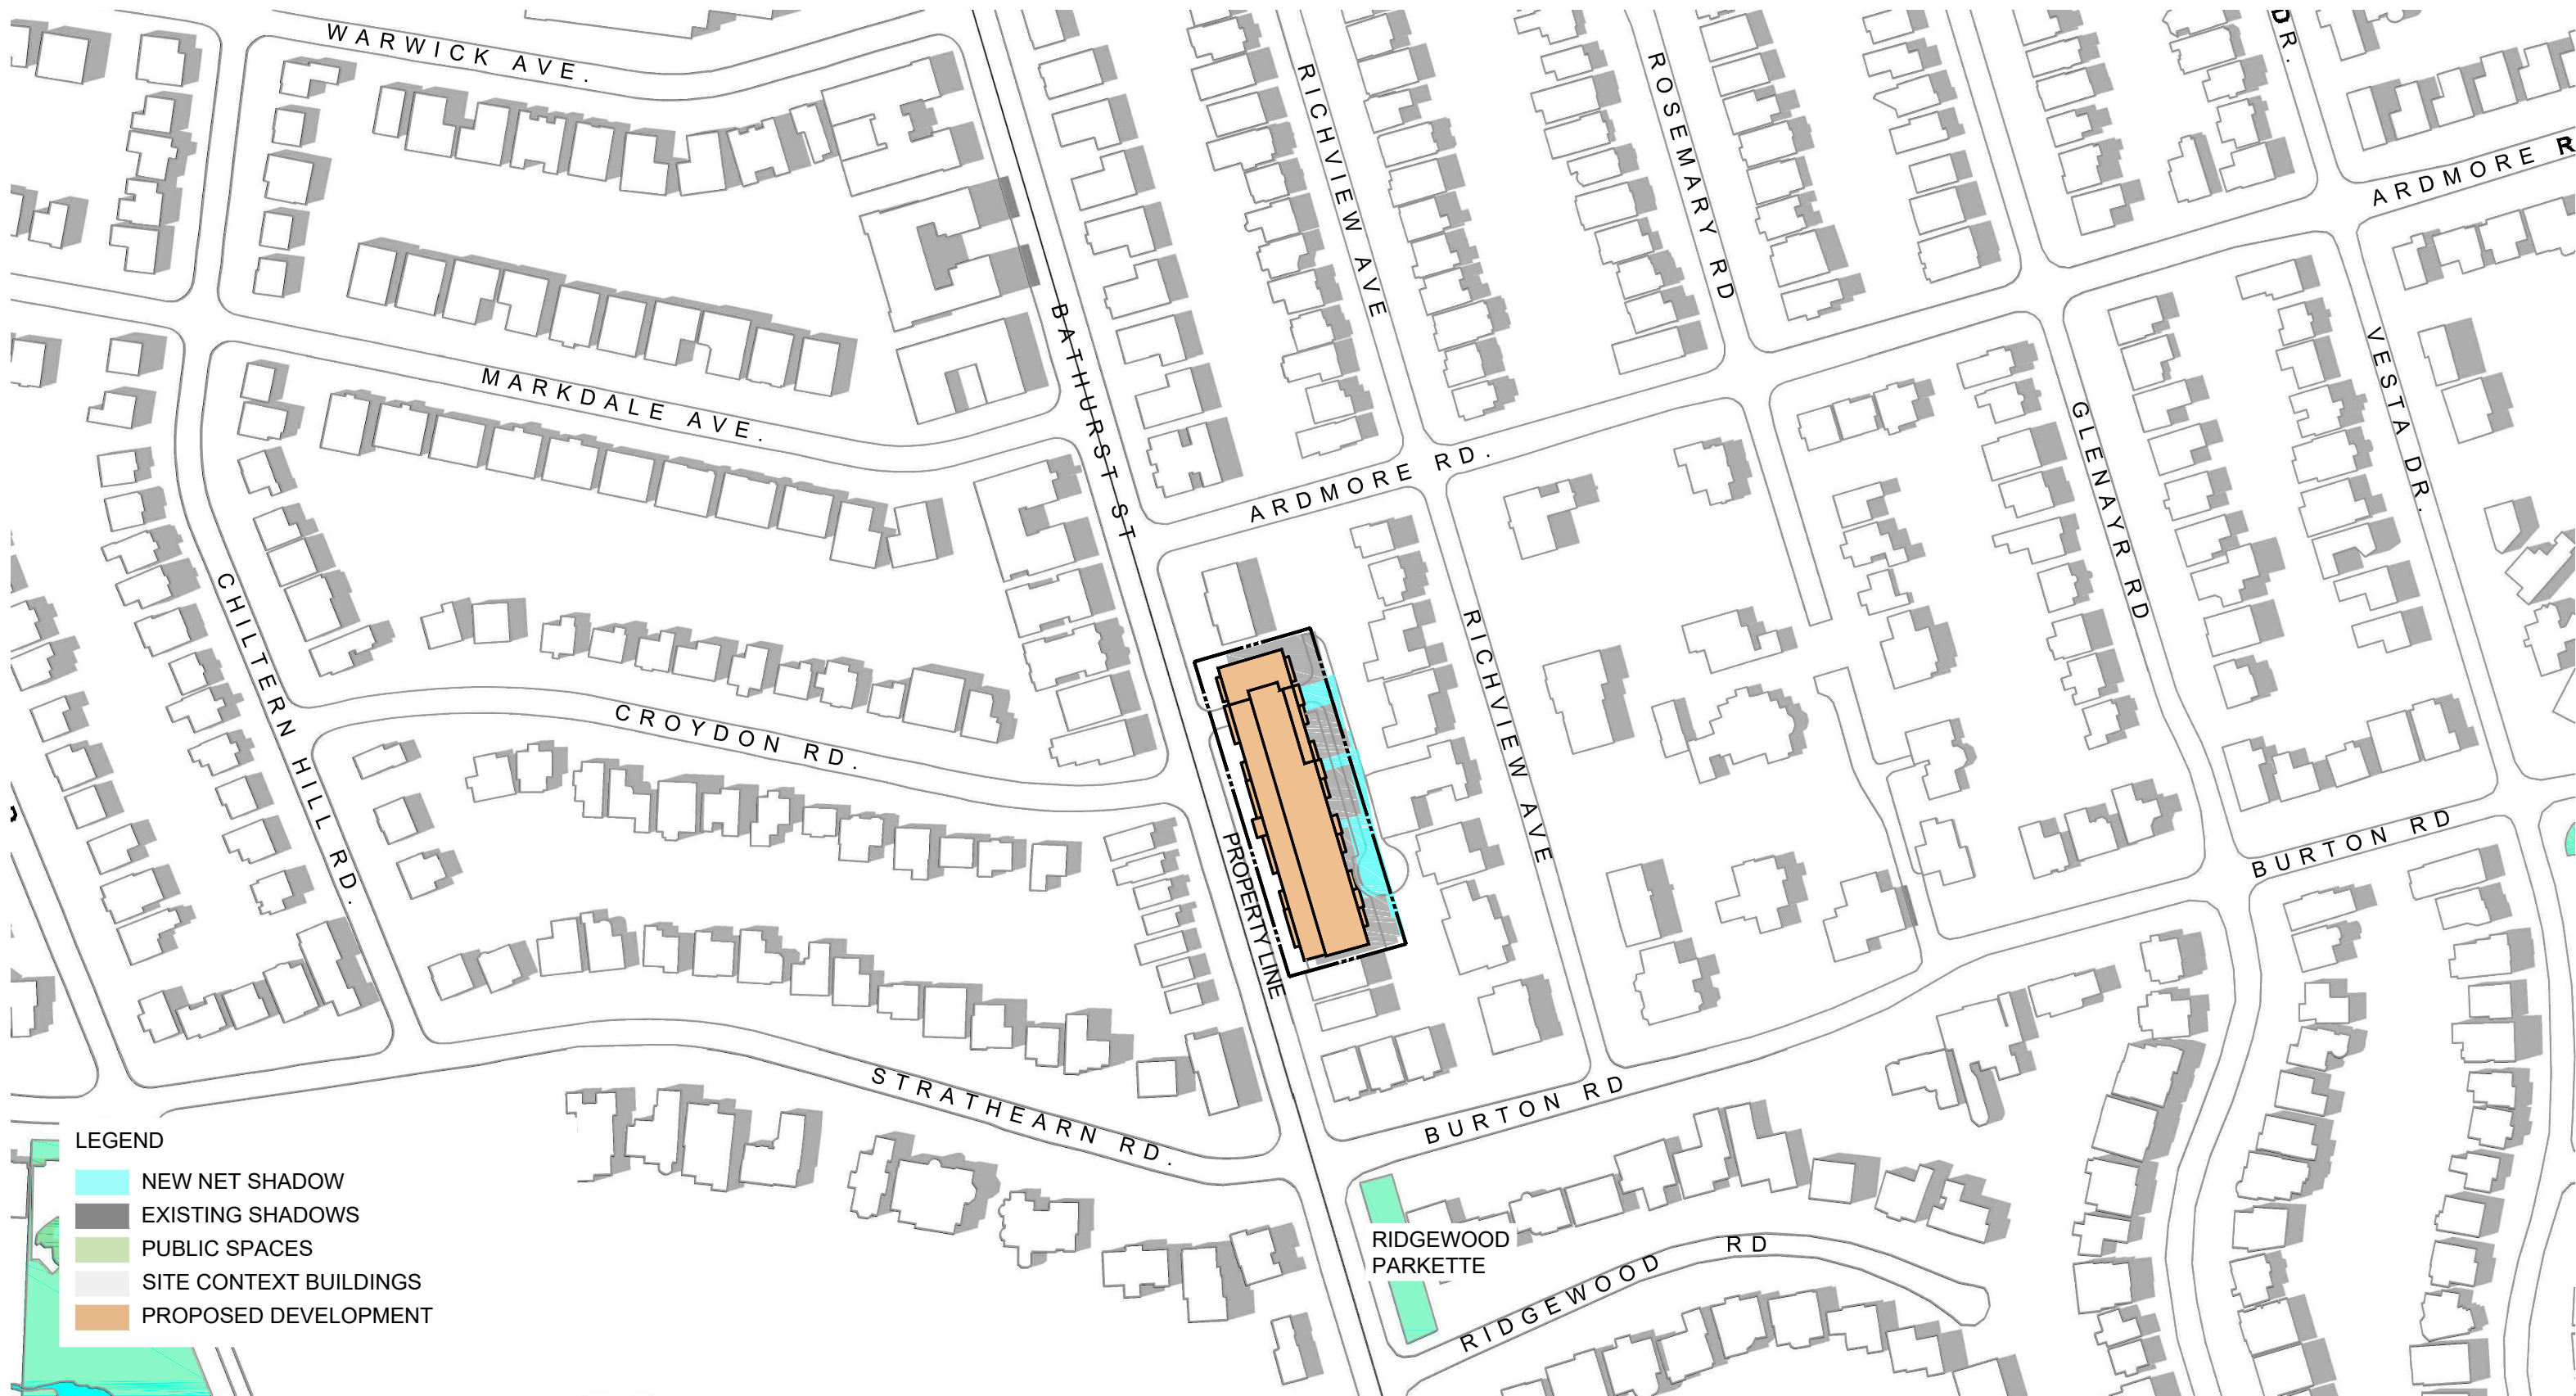 WARWICK AVE.
RICHVIEW AVE
ROSEMARY RD
DR.
ARDMORE R
MARKDALE AVE.
BATHURST ST
ARDMORE RD.
GLENAYR RD
VESTA DR.
CHILTERN HILL RD.
CROYDON RD.
RICHVIEW AVE
PROPERTY LINE
BURTON RD
STRATHEARN RD.
BURTON RD
RIDGEWOOD
PARKETTE
RIDGEWOOD RD
LEGEND
NEW NET SHADOW
EXISTING SHADOWS
PUBLIC SPACES
SITE CONTEXT BUILDINGS
PROPOSED DEVELOPMENT